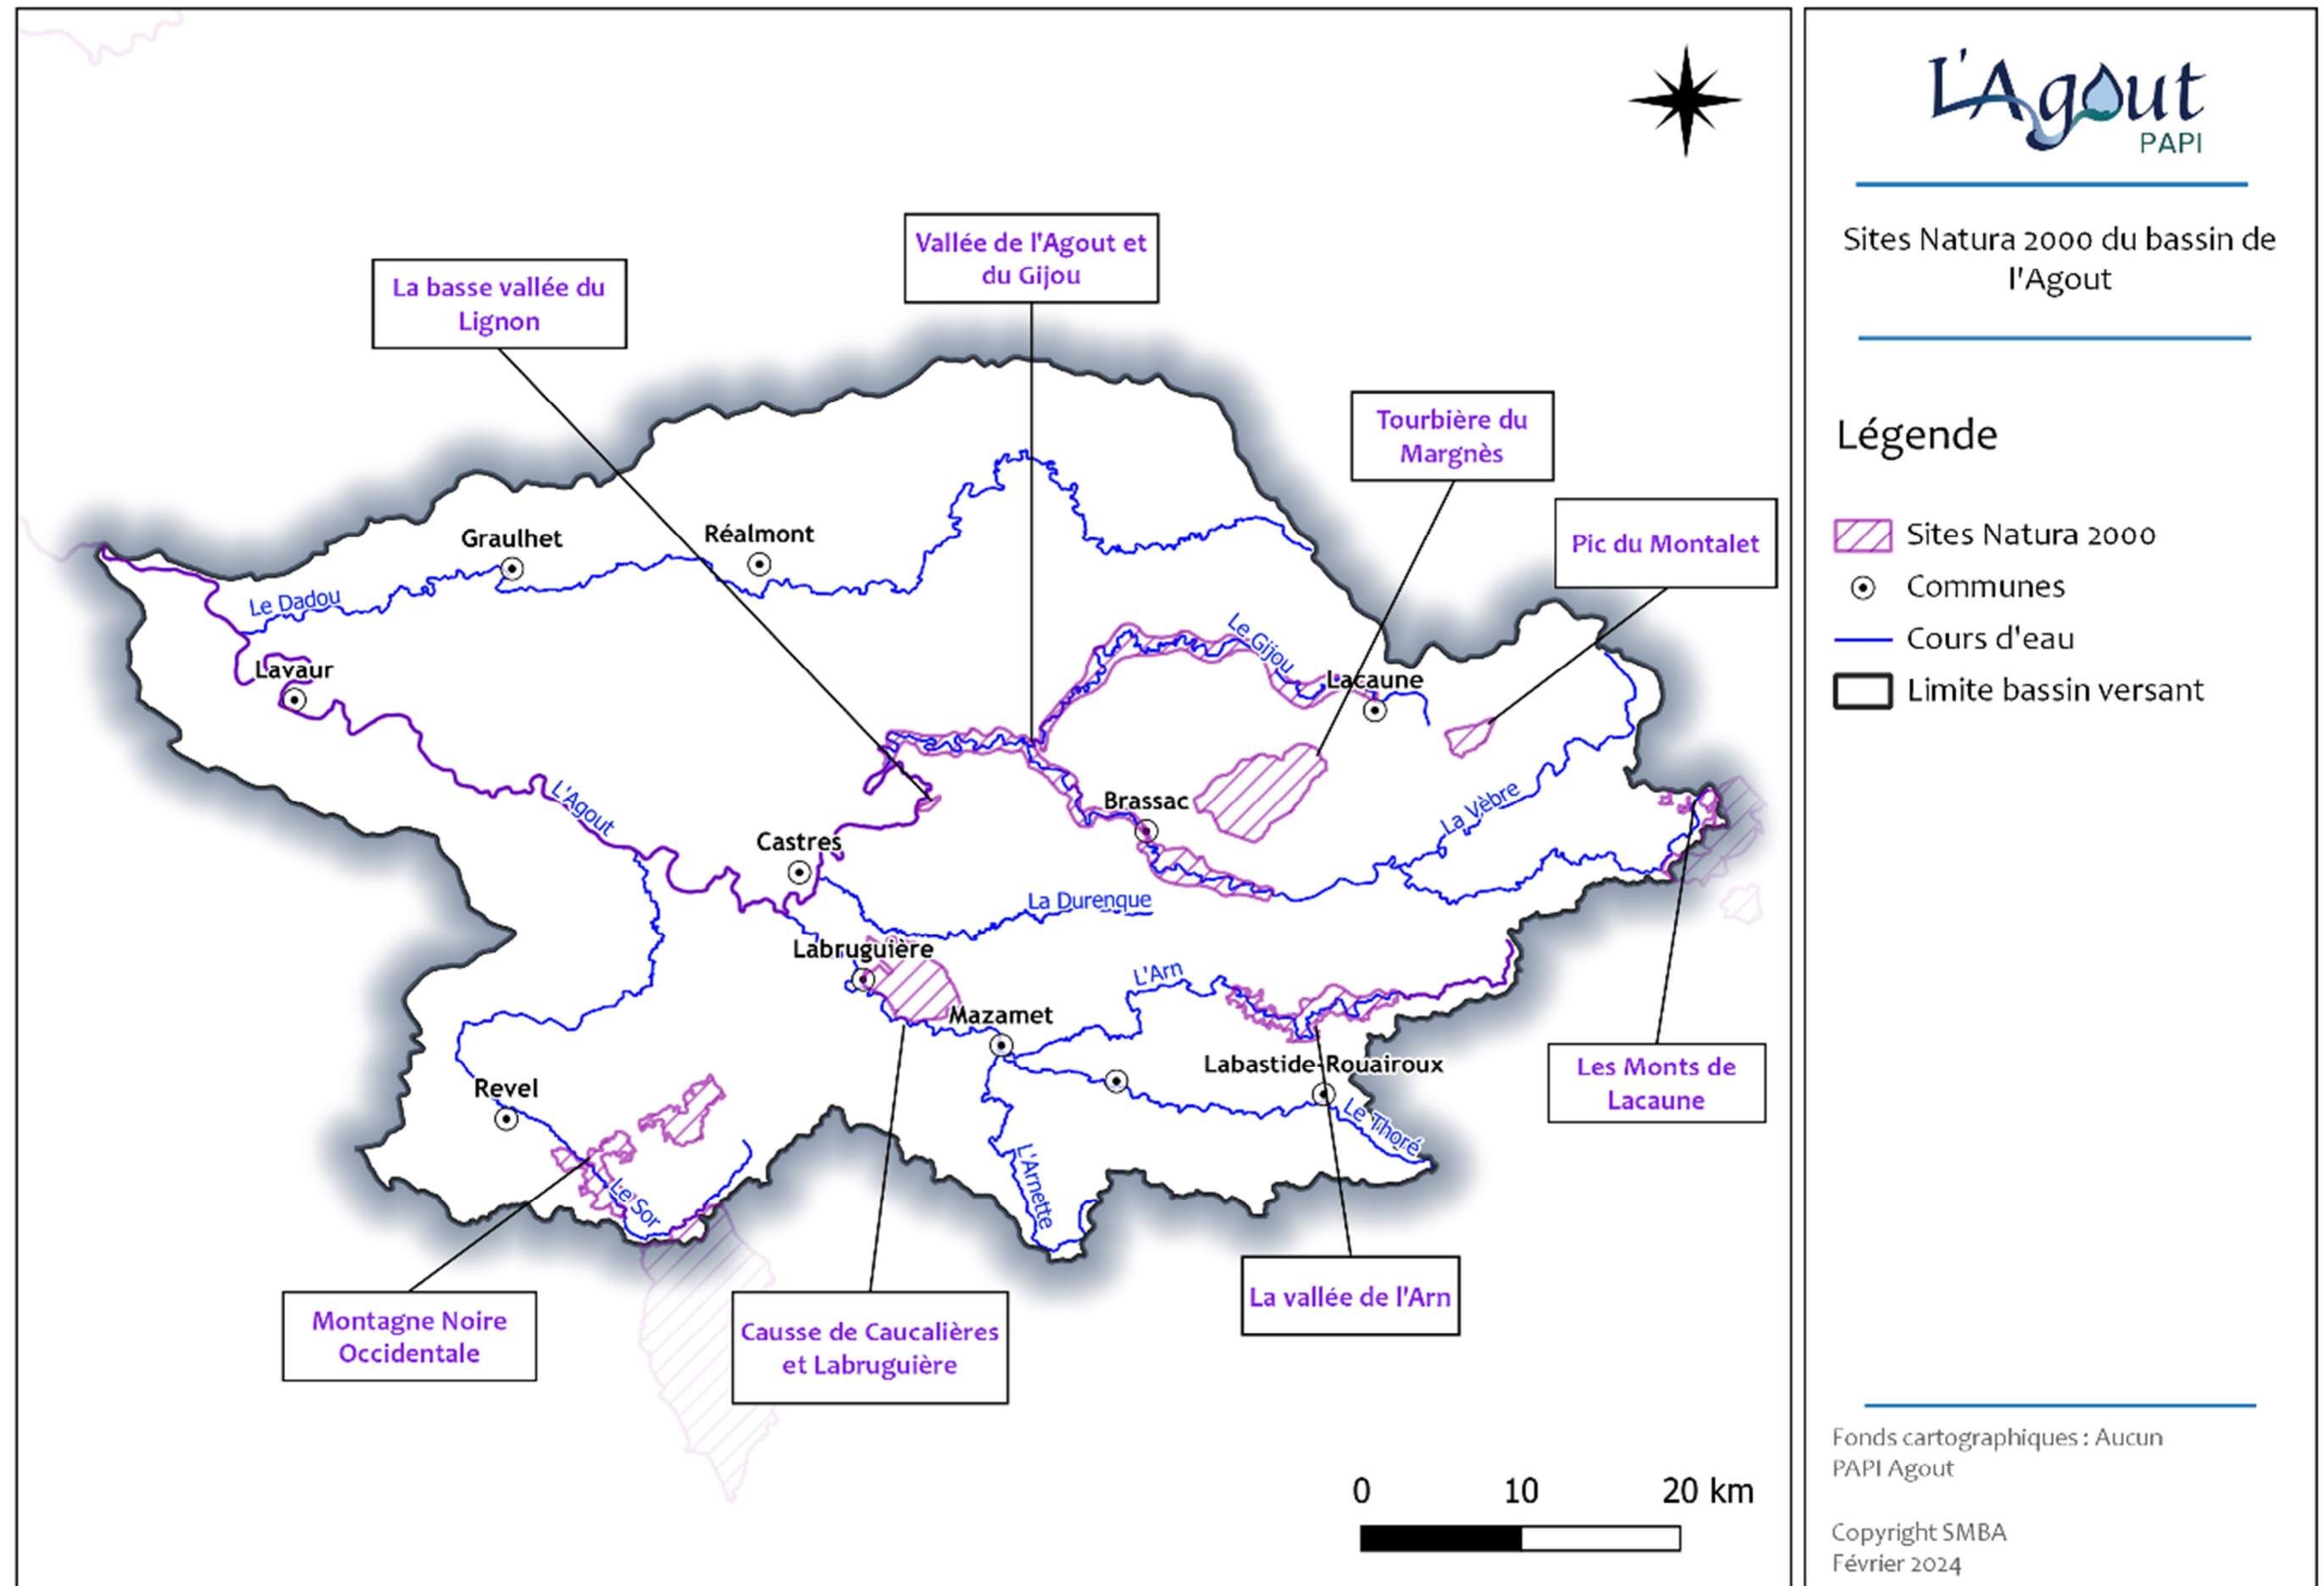 Vallée de l'Agout et
du Gijou
La basse vallée du
Lignon
Tourbière du
Margnès
Pic du Montalet
Graulhet
Réalmont
Le Dadou
Lavaur
Le Gijou
Lacaune
L'Agout
Brassac
La Vèbre
Castres
La Durenque
Labruguière
L'Arn
Mazamet
Labastide-Rouairoux
Les Monts de
Lacaune
Revel
Le Thoré
L'Arnette
Le Sor
La vallée de l'Arn
Montagne Noire
Occidentale
Causse de Caucalières
et Labruguière
0 10 20 km
L'Agout
PAPI
Sites Natura 2000 du bassin de
l'Agout
Légende
Sites Natura 2000
Communes
Cours d'eau
Limite bassin versant
Fonds cartographiques : Aucun
PAPI Agout
Copyright SMBA
Février 2024